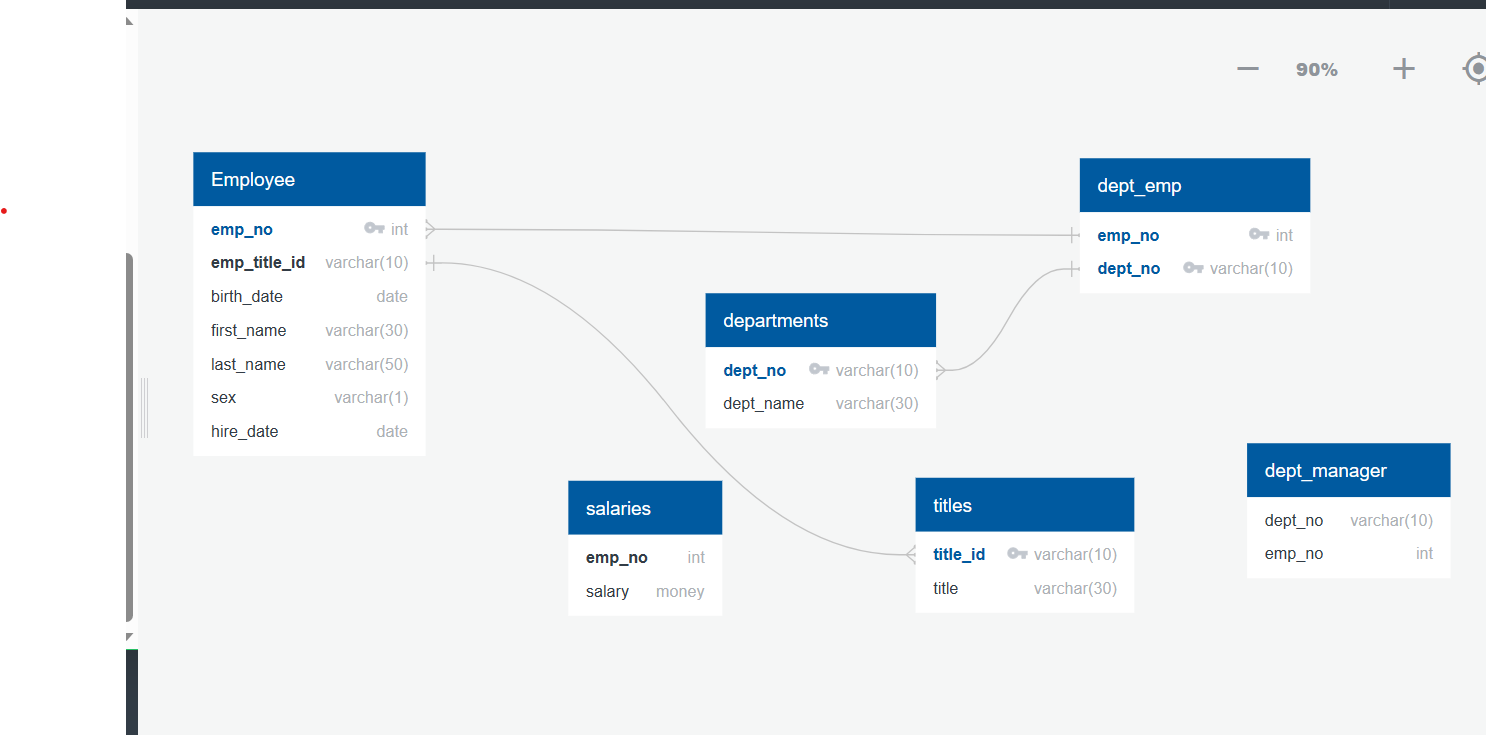 90%
Employee
emp_no int
emp_title_id varchar(10)
birth_date date
first_name varchar(30)
last_name varchar(50)
sex varchar(1)
hire_date date
dept_emp
emp_no int
dept_no varchar(10)
departments
dept_no varchar(10)
dept_name varchar(30)
salaries
emp_no int
salary money
titles
title_id varchar(10)
title varchar(30)
dept_manager
dept_no varchar(10)
emp_no int